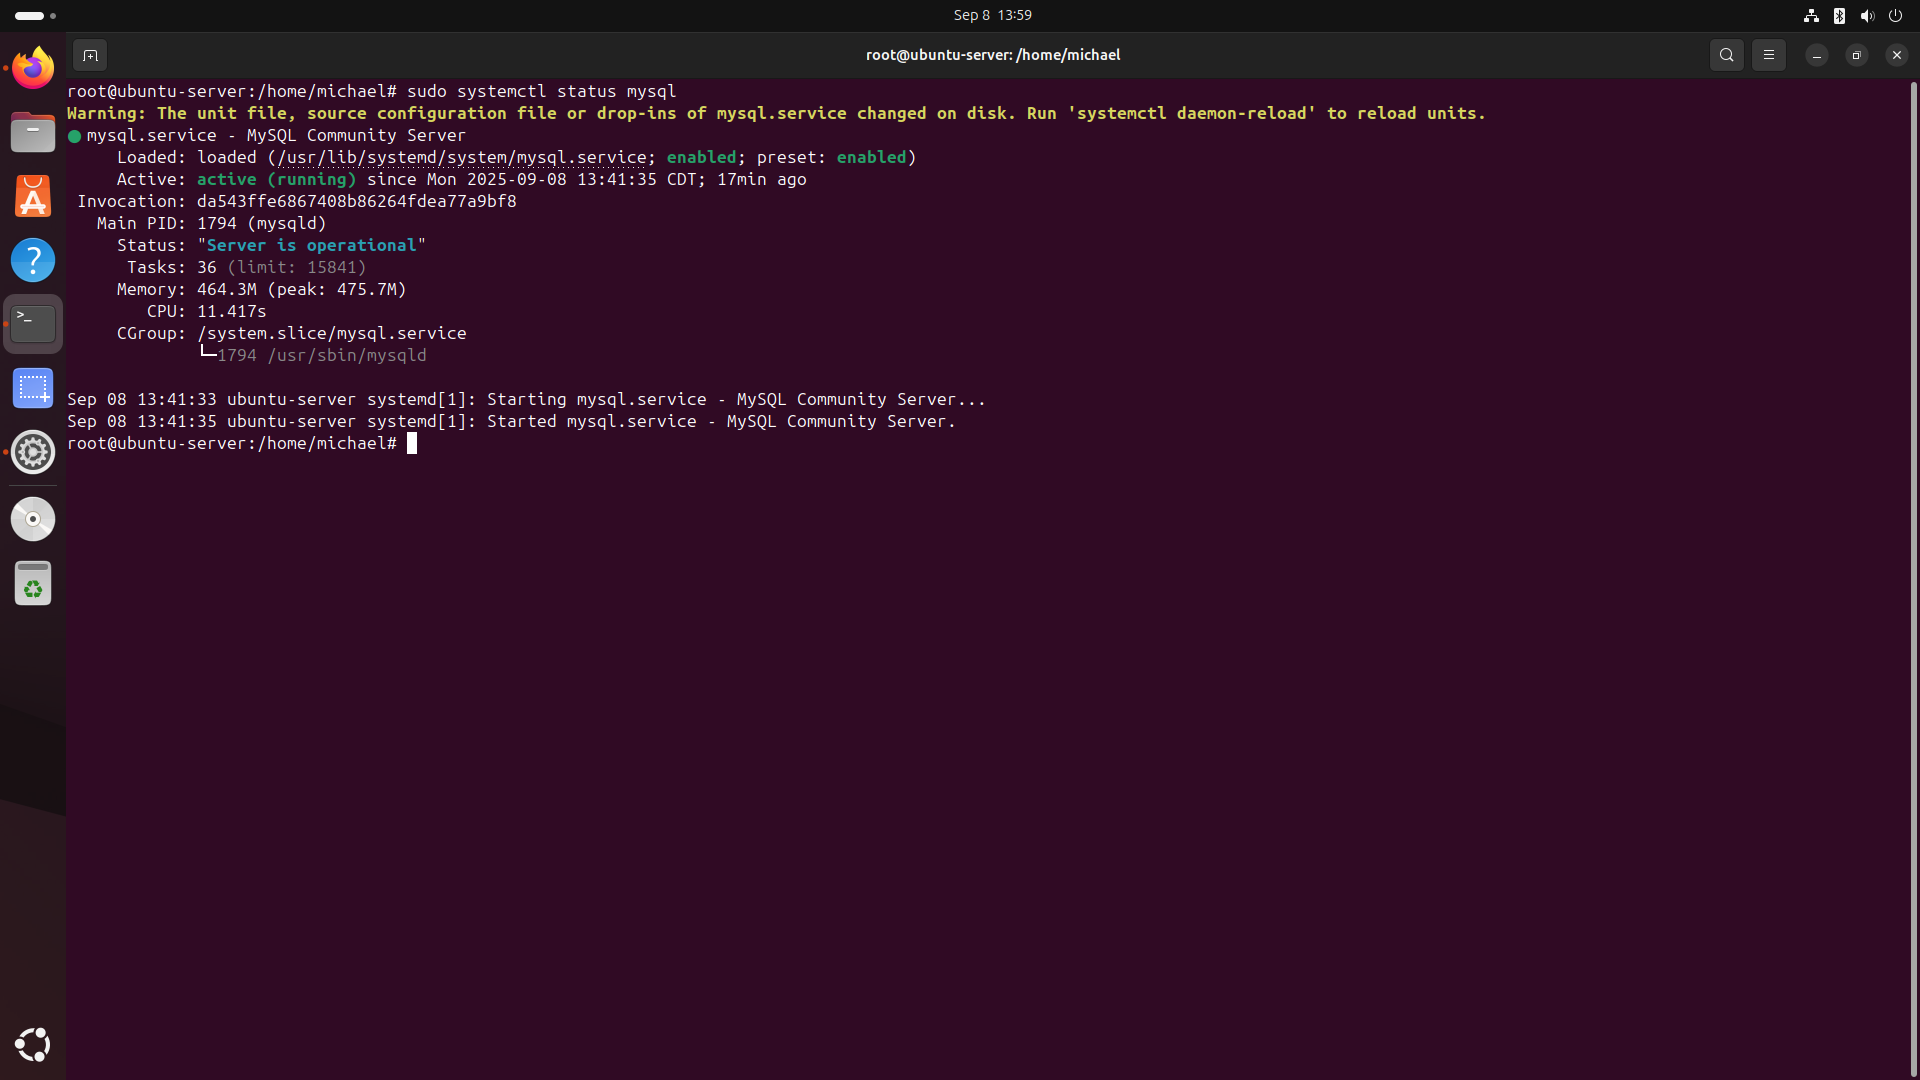 Sep 8 13:59
root@ubuntu-server: /home/michael
root@ubuntu-server:/home/michael# sudo systemctl status mysql
Warning: The unit file, source configuration file or drop-ins of mysql.service changed on disk. Run 'systemctl daemon-reload' to reload units.
● mysql.service - MySQL Community Server
Loaded: loaded (/usr/lib/systemd/system/mysql.service; enabled; preset: enabled)
Active: active (running) since Mon 2025-09-08 13:41:35 CDT; 17min ago
Invocation: da543ffe6867408b86264fdea77a9bf8
Main PID: 1794 (mysqld)
Status: "Server is operational"
Tasks: 36 (limit: 15841)
Memory: 464.3M (peak: 475.7M)
CPU: 11.417s
CGroup: /system.slice/mysql.service
└─1794 /usr/sbin/mysqld
Sep 08 13:41:33 ubuntu-server systemd[1]: Starting mysql.service - MySQL Community Server...
Sep 08 13:41:35 ubuntu-server systemd[1]: Started mysql.service - MySQL Community Server.
root@ubuntu-server:/home/michael#